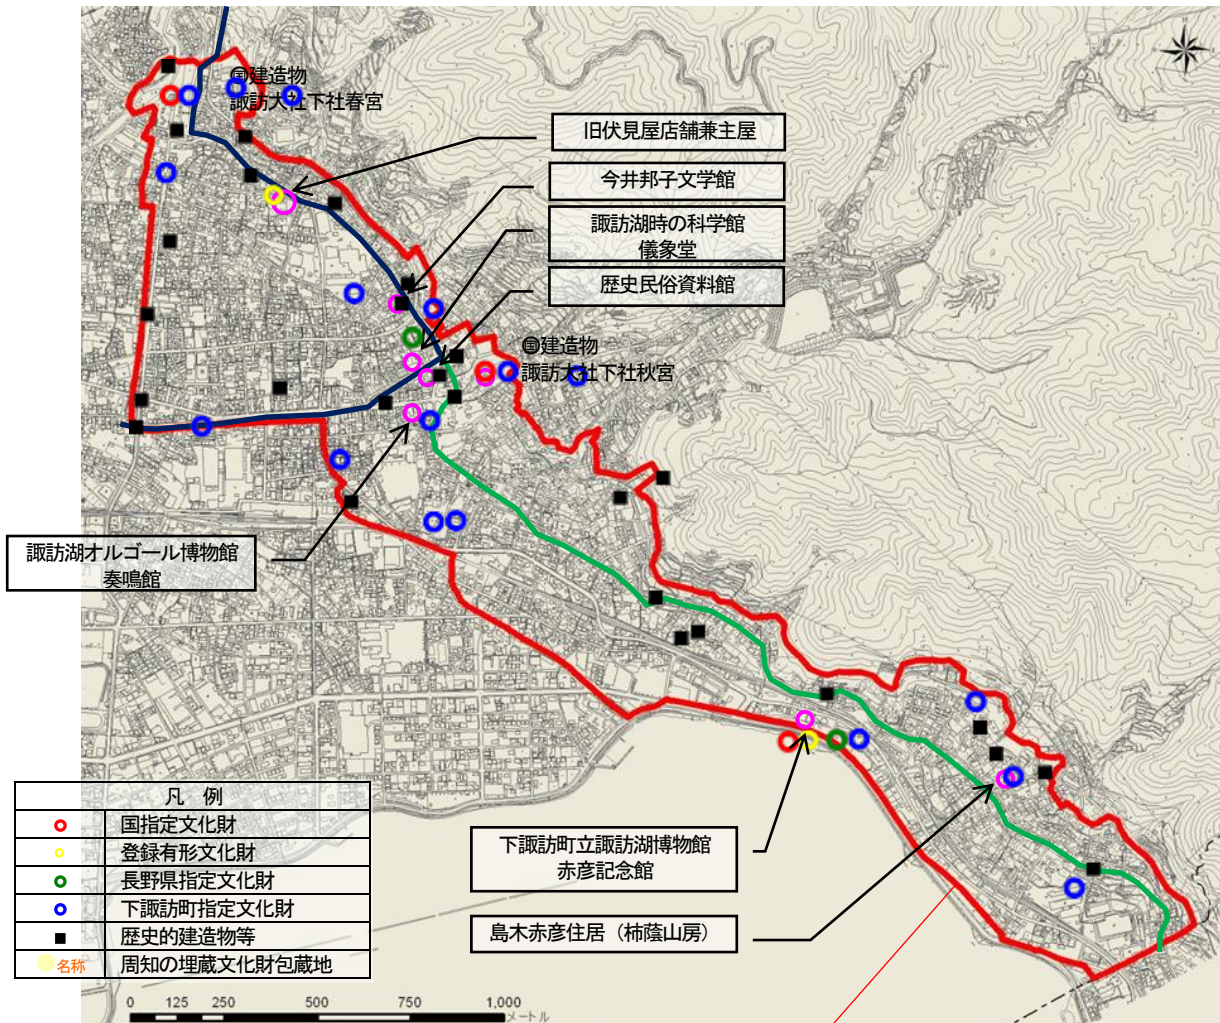 国建造物
諏訪大社下社春宮
旧伏見屋店舗兼主屋
今井邦子文学館
諏訪湖時の科学館
儀象堂
歴史民俗資料館
国建造物
諏訪大社下社秋宮
諏訪湖オルゴール博物館
奏鳴館
下諏訪町立諏訪湖博物館
赤彦記念館
島木赤彦住居（柿蔭山房）
凡 例
国指定文化財
登録有形文化財
長野県指定文化財
下諏訪町指定文化財
歴史的建造物等
名称 周知の埋蔵文化財包蔵地
0 125 250 500 750 1,000
メートル